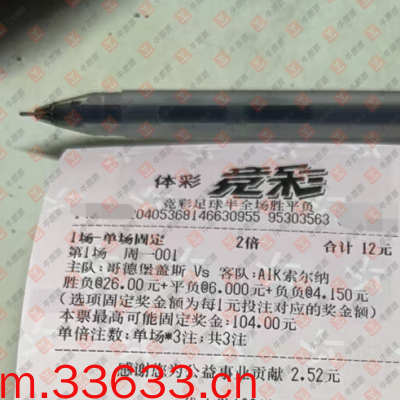 体彩 竞彩
竞彩足球半全场胜平负
204053681466309​55 95303563
1场-单场固定 2倍 合计 12元
第1场 周一001
主队:哥德堡盖斯 Vs 客队:AIK索尔纳
胜负@26.00元+平负@6.000元+负负@4.150元
(选项固定奖金额为每1元投注对应的奖金额)
本票最高可能固定奖金:104.00元
单倍注数:单场*3注;共3注
感谢您为公益事业贡献 2.52元
m.33633.cn